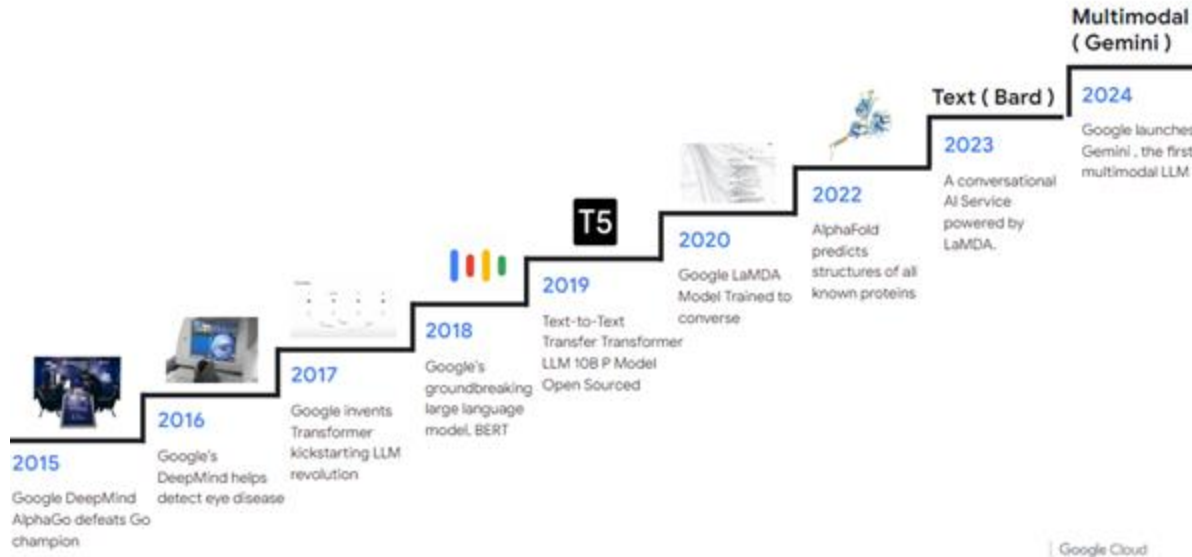 2015
Google DeepMind
AlphaGo defeats Go
champion
2016
Google's
DeepMind helps
detect eye disease
2017
Google invents
Transformer
kickstarting LLM
revolution
2018
Google's
groundbreaking
large language
model, BERT
T5
2019
Text-to-Text
Transfer Transformer
LLM 10B P Model
Open Sourced
2020
Google LaMDA
Model Trained to
converse
2022
AlphaFold
predicts
structures of all
known proteins
Text ( Bard )
2023
A conversational
AI Service
powered by
LaMDA.
Multimodal
( Gemini )
2024
Google launches
Gemini , the first
multimodal LLM
Google Cloud